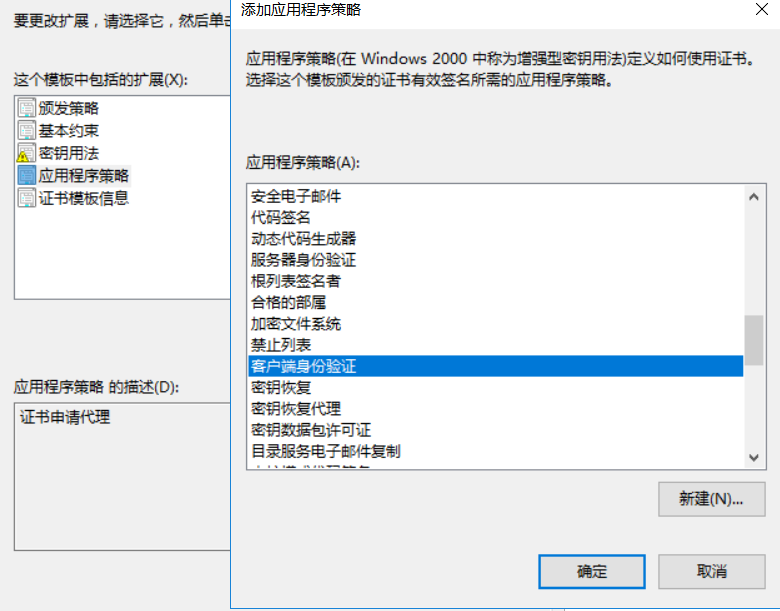 要更改扩展，请选择它，然后单击
这个模板中包括的扩展(X):
颁发策略
基本约束
密钥用法
应用程序策略
证书模板信息
应用程序策略 的描述(D):
证书申请代理
添加应用程序策略
应用程序策略(在 Windows 2000 中称为增强型密钥用法)定义如何使用证书。
选择这个模板颁发的证书有效签名所需的应用程序策略。
应用程序策略(A):
安全电子邮件
代码签名
动态代码生成器
服务器身份验证
根列表签名者
合格的部属
加密文件系统
禁止列表
客户端身份验证
密钥恢复
密钥恢复代理
密钥数据包许可证
目录服务电子邮件复制
新建(N)...
确定
取消